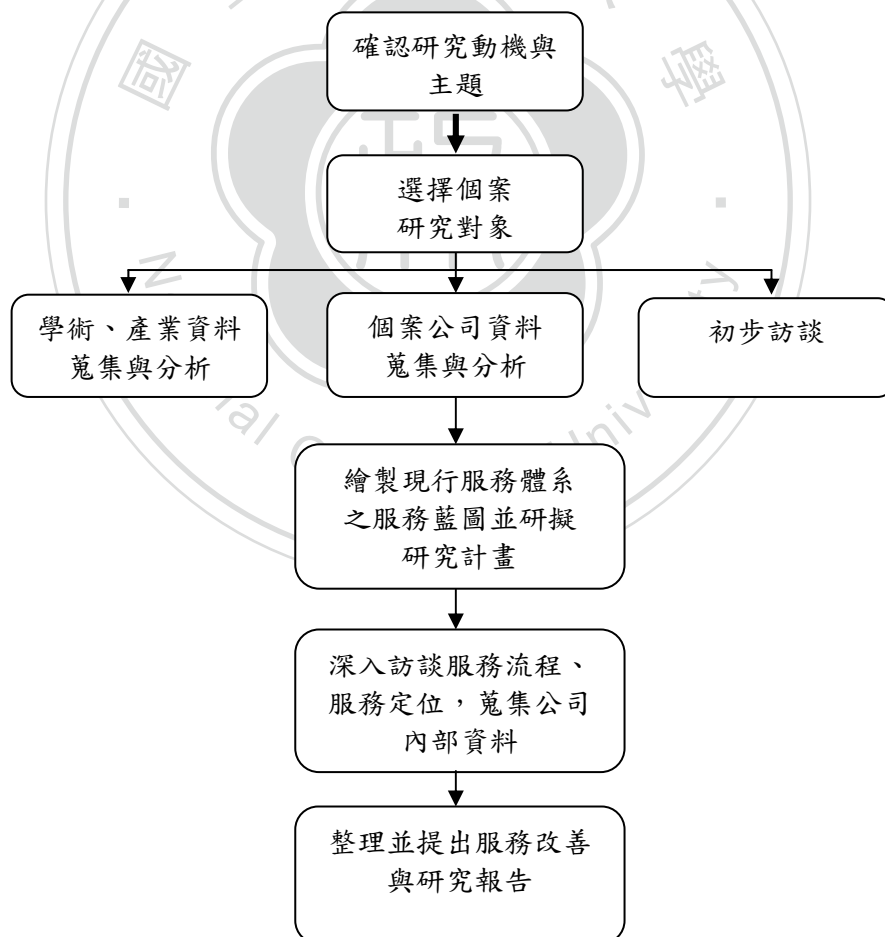 確認研究動機與
主題
選擇個案
研究對象
學術、產業資料
蒐集與分析
個案公司資料
蒐集與分析
初步訪談
繪製現行服務體系
之服務藍圖並研擬
研究計畫
深入訪談服務流程、
服務定位，蒐集公司
內部資料
整理並提出服務改善
與研究報告
國
學